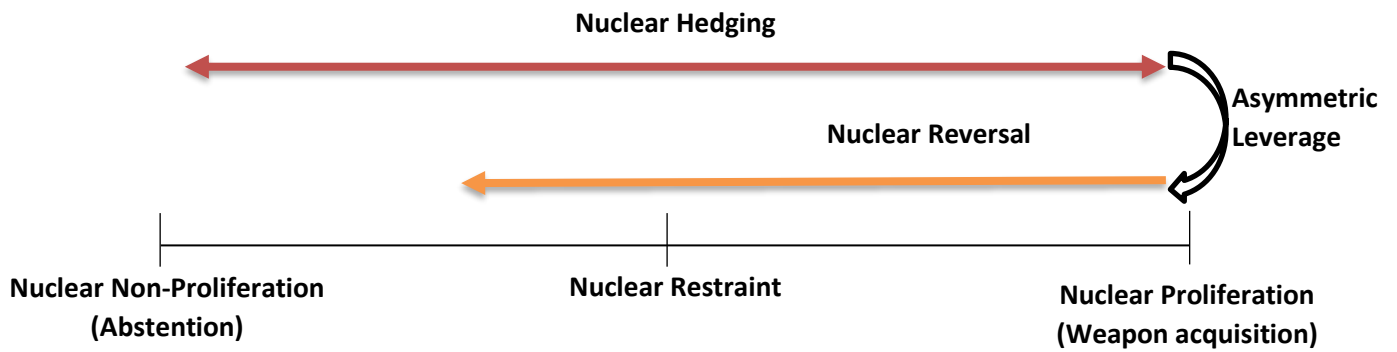 Nuclear Hedging
Asymmetric
Leverage
Nuclear Reversal
Nuclear Non-Proliferation
(Abstention)
Nuclear Restraint
Nuclear Proliferation
(Weapon acquisition)